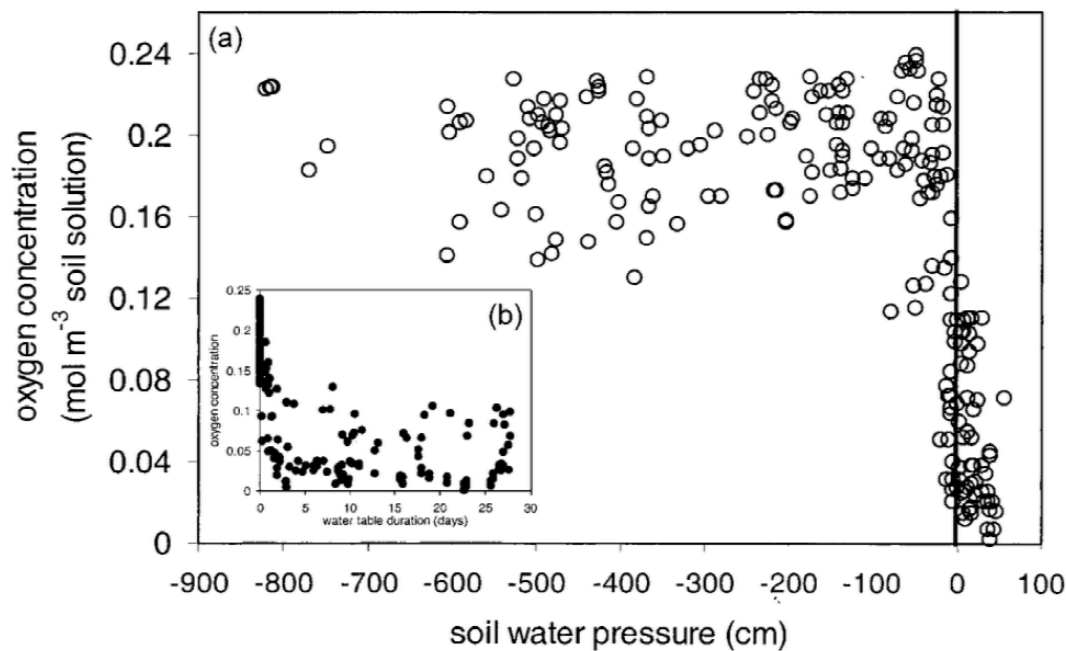 (a)
0.24
0.2
0.16
0.12
0.08
0.04
0
oxygen concentration
(mol m⁻³ soil solution)
-900 -800 -700 -600 -500 -400 -300 -200 -100 0 100
soil water pressure (cm)
(b)
0.25
0.2
0.15
0.1
0.05
0
oxygen concentration
0 5 10 15 20 25 30
water table duration (days)